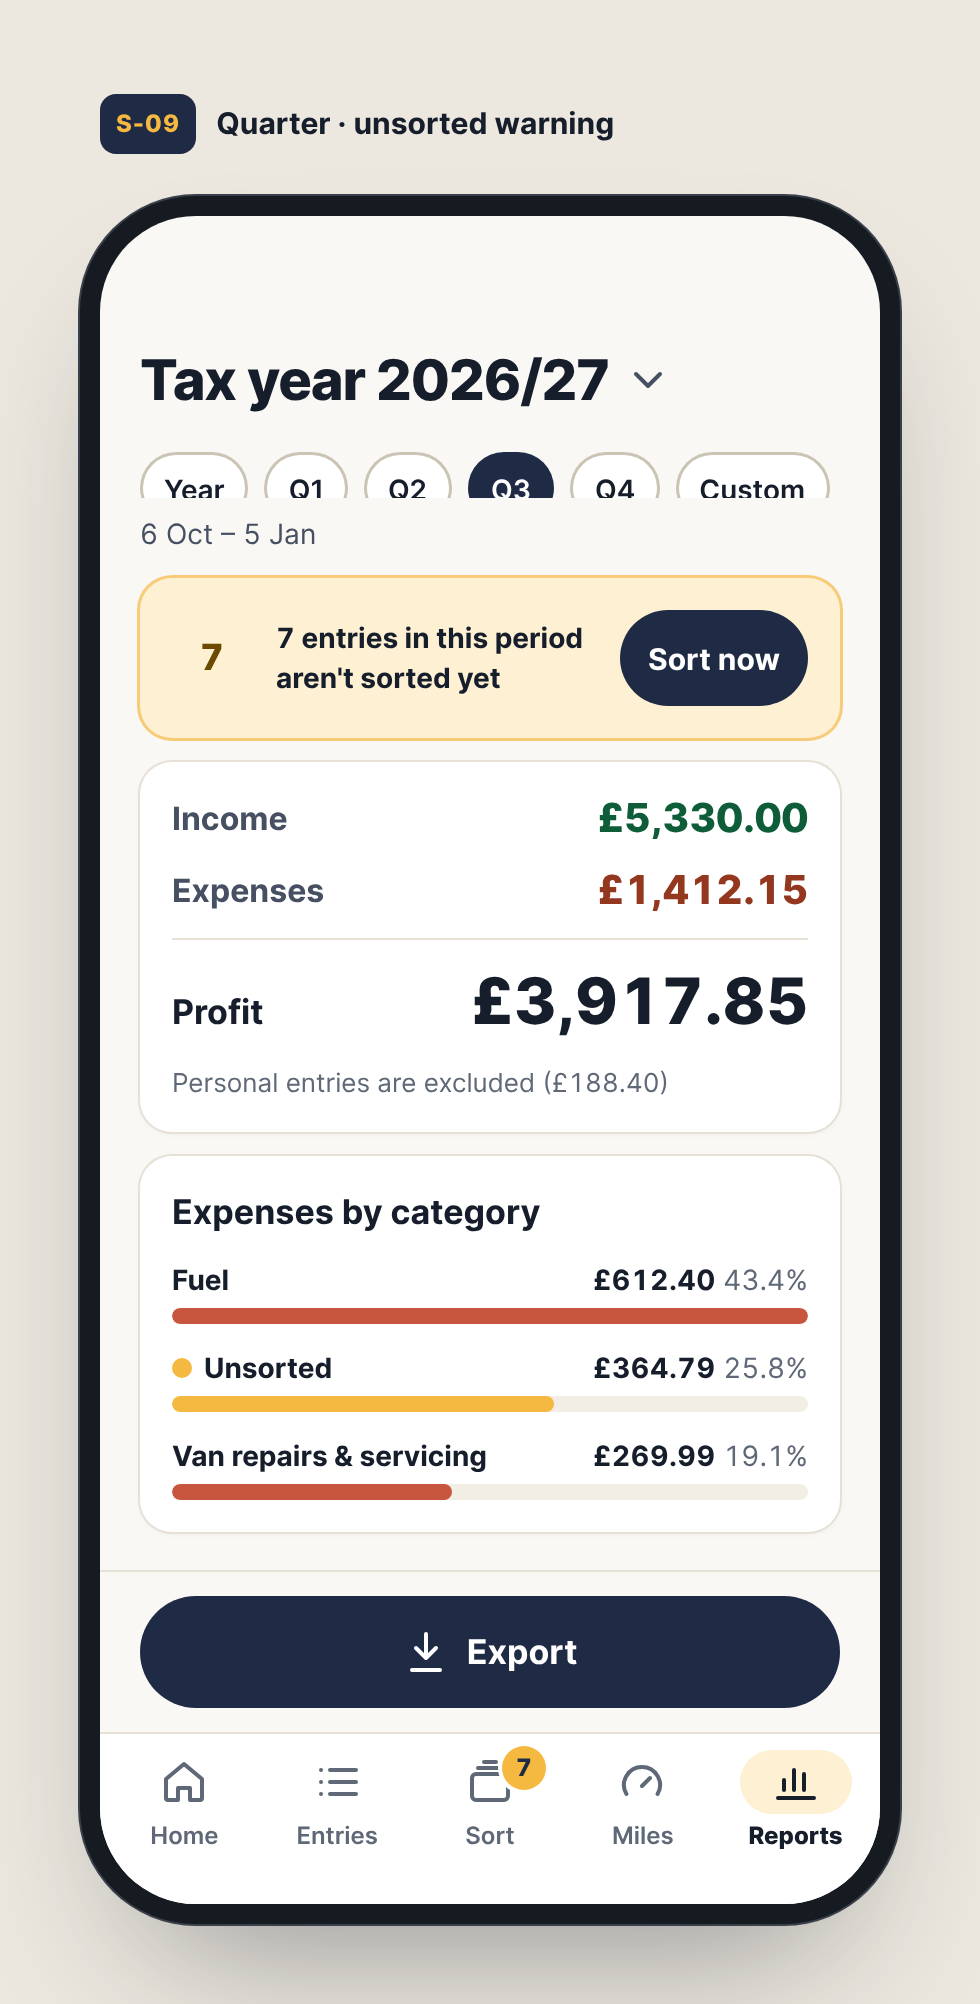 S-09
Quarter · unsorted warning
Tax year 2026/27
Year Q1 Q2 Q3 Q4 Custom
6 Oct – 5 Jan
7
7 entries in this period
aren't sorted yet
Sort now
Income £5,330.00
Expenses £1,412.15
Profit £3,917.85
Personal entries are excluded (£188.40)
Expenses by category
Fuel £612.40 43.4%
Unsorted £364.79 25.8%
Van repairs & servicing £269.99 19.1%
Export
7
Home Entries Sort Miles Reports